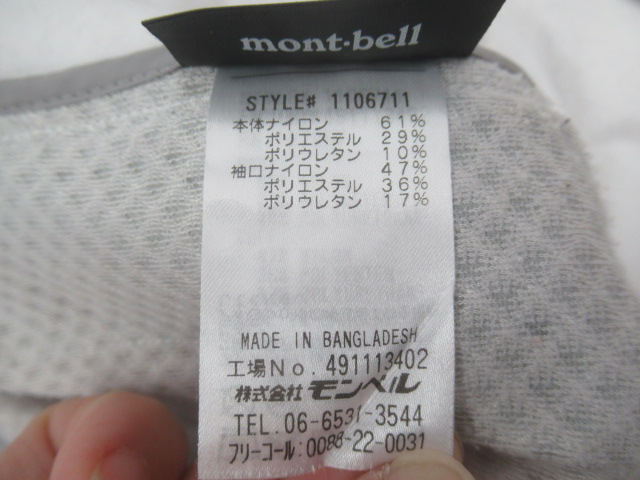 mont·bell
STYLE# 1106711
本体ナイロン 61%
ポリエステル 29%
ポリウレタン 10%
袖口ナイロン 47%
ポリエステル 36%
ポリウレタン 17%
MADE IN BANGLADESH
工場No. 491113402
株式会社 モンベル
TEL. 06-6531-3544
フリーコール: 0088-22-0031